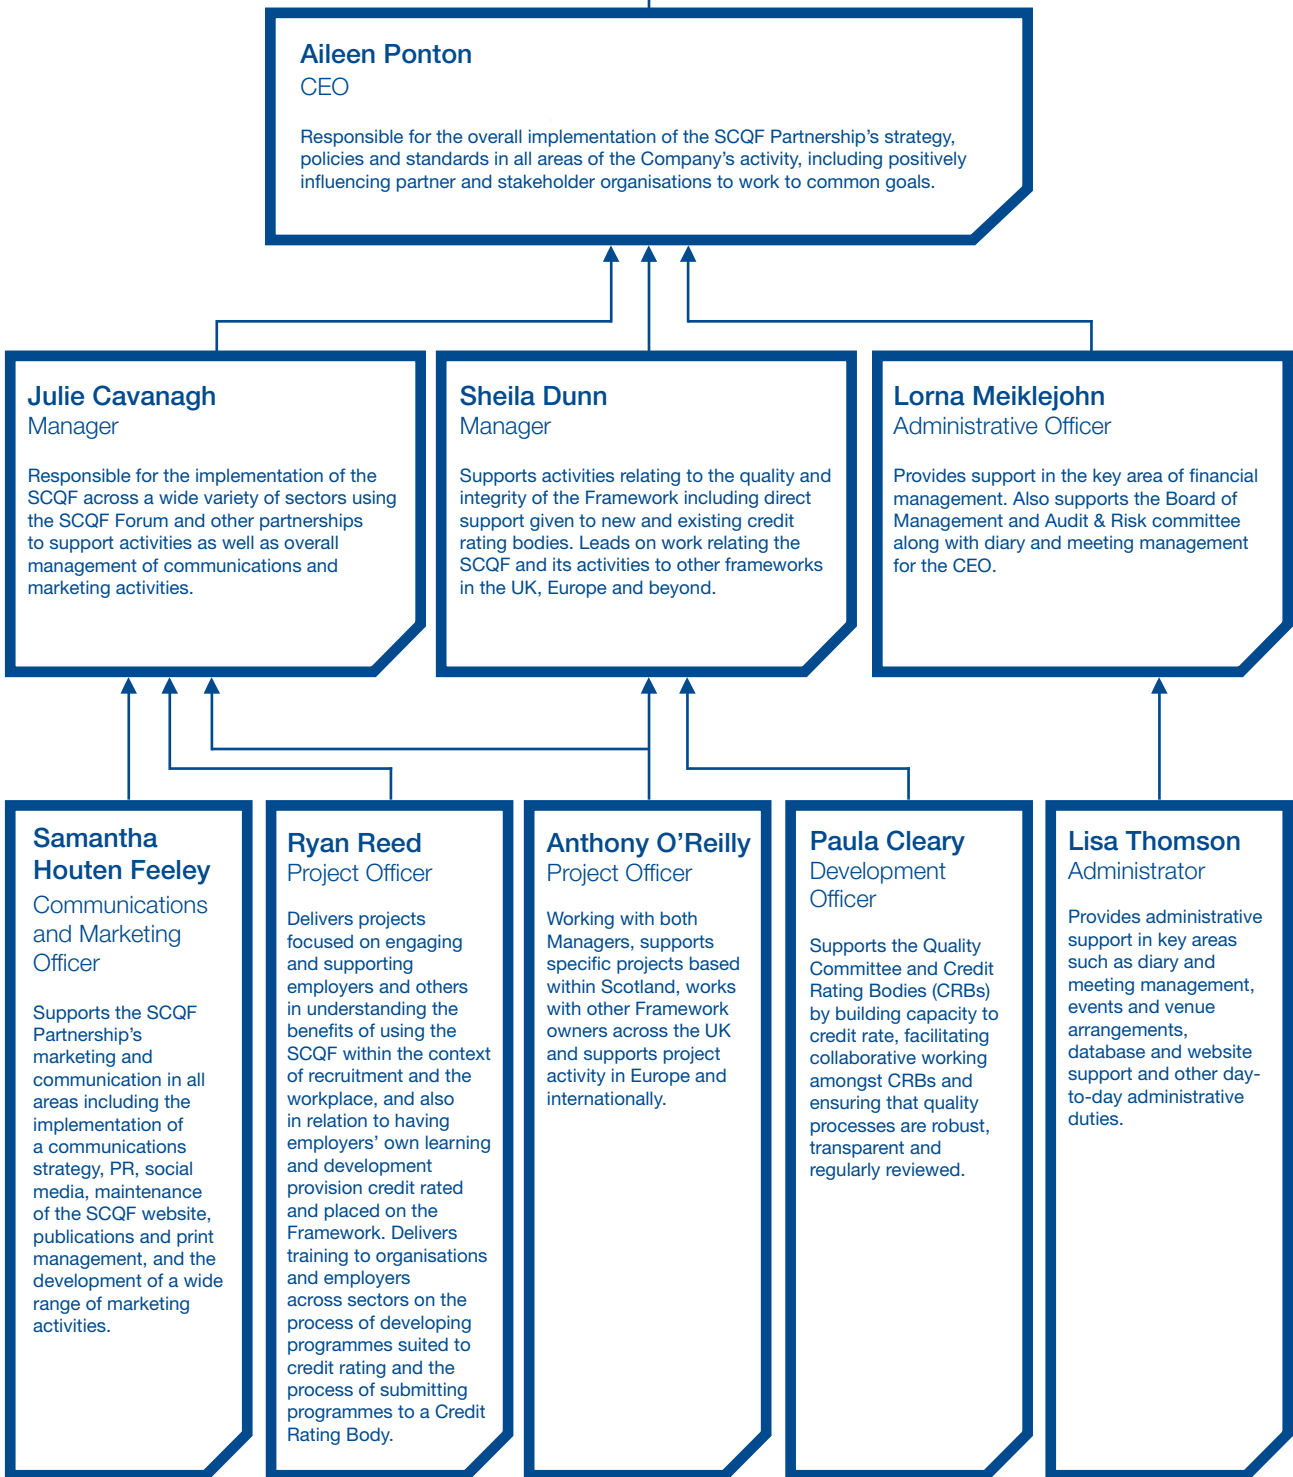 Aileen Ponton
CEO
Responsible for the overall implementation of the SCQF Partnership’s strategy,
policies and standards in all areas of the Company’s activity, including positively
influencing partner and stakeholder organisations to work to common goals.
Julie Cavanagh
Manager
Responsible for the implementation of the
SCQF across a wide variety of sectors using
the SCQF Forum and other partnerships
to support activities as well as overall
management of communications and
marketing activities.
Sheila Dunn
Manager
Supports activities relating to the quality and
integrity of the Framework including direct
support given to new and existing credit
rating bodies. Leads on work relating the
SCQF and its activities to other frameworks
in the UK, Europe and beyond.
Lorna Meiklejohn
Administrative Officer
Provides support in the key area of financial
management. Also supports the Board of
Management and Audit & Risk committee
along with diary and meeting management
for the CEO.
Samantha
Houten Feeley
Communications
and Marketing
Officer
Supports the SCQF
Partnership’s
marketing and
communication in all
areas including the
implementation of
a communications
strategy, PR, social
media, maintenance
of the SCQF website,
publications and print
management, and the
development of a wide
range of marketing
activities.
Ryan Reed
Project Officer
Delivers projects
focused on engaging
and supporting
employers and others
in understanding the
benefits of using the
SCQF within the context
of recruitment and the
workplace, and also
in relation to having
employers’ own learning
and development
provision credit rated
and placed on the
Framework. Delivers
training to organisations
and employers
across sectors on the
process of developing
programmes suited to
credit rating and the
process of submitting
programmes to a Credit
Rating Body.
Anthony O’Reilly
Project Officer
Working with both
Managers, supports
specific projects based
within Scotland, works
with other Framework
owners across the UK
and supports project
activity in Europe and
internationally.
Paula Cleary
Development
Officer
Supports the Quality
Committee and Credit
Rating Bodies (CRBs)
by building capacity to
credit rate, facilitating
collaborative working
amongst CRBs and
ensuring that quality
processes are robust,
transparent and
regularly reviewed.
Lisa Thomson
Administrator
Provides administrative
support in key areas
such as diary and
meeting management,
events and venue
arrangements,
database and website
support and other day-
to-day administrative
duties.